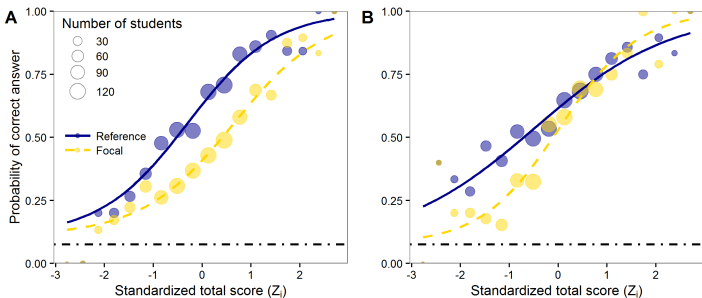 A
B
Number of students
30
60
90
120
Reference
Focal
Probability of correct answer
1.00
0.75
0.50
0.25
0.00
-3 -2 -1 0 1 2
Standardized total score (Zi)
1.00
0.75
0.50
0.25
0.00
-3 -2 -1 0 1 2
Standardized total score (Zi)